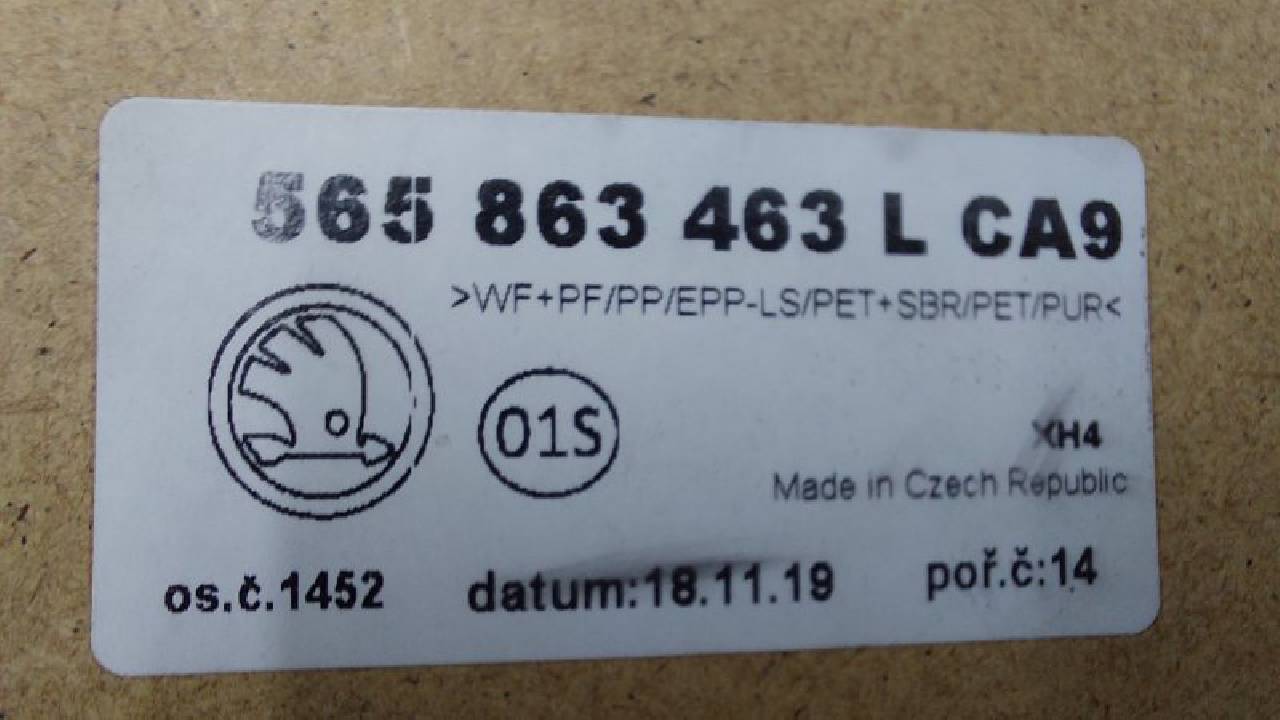 565 863 463 L CA9
>WF+PF/PP/EPP-LS/PET+SBR/PET/PUR<
01S
XH4
Made in Czech Republic
os.č.1452 datum:18.11.19 poř.č:14